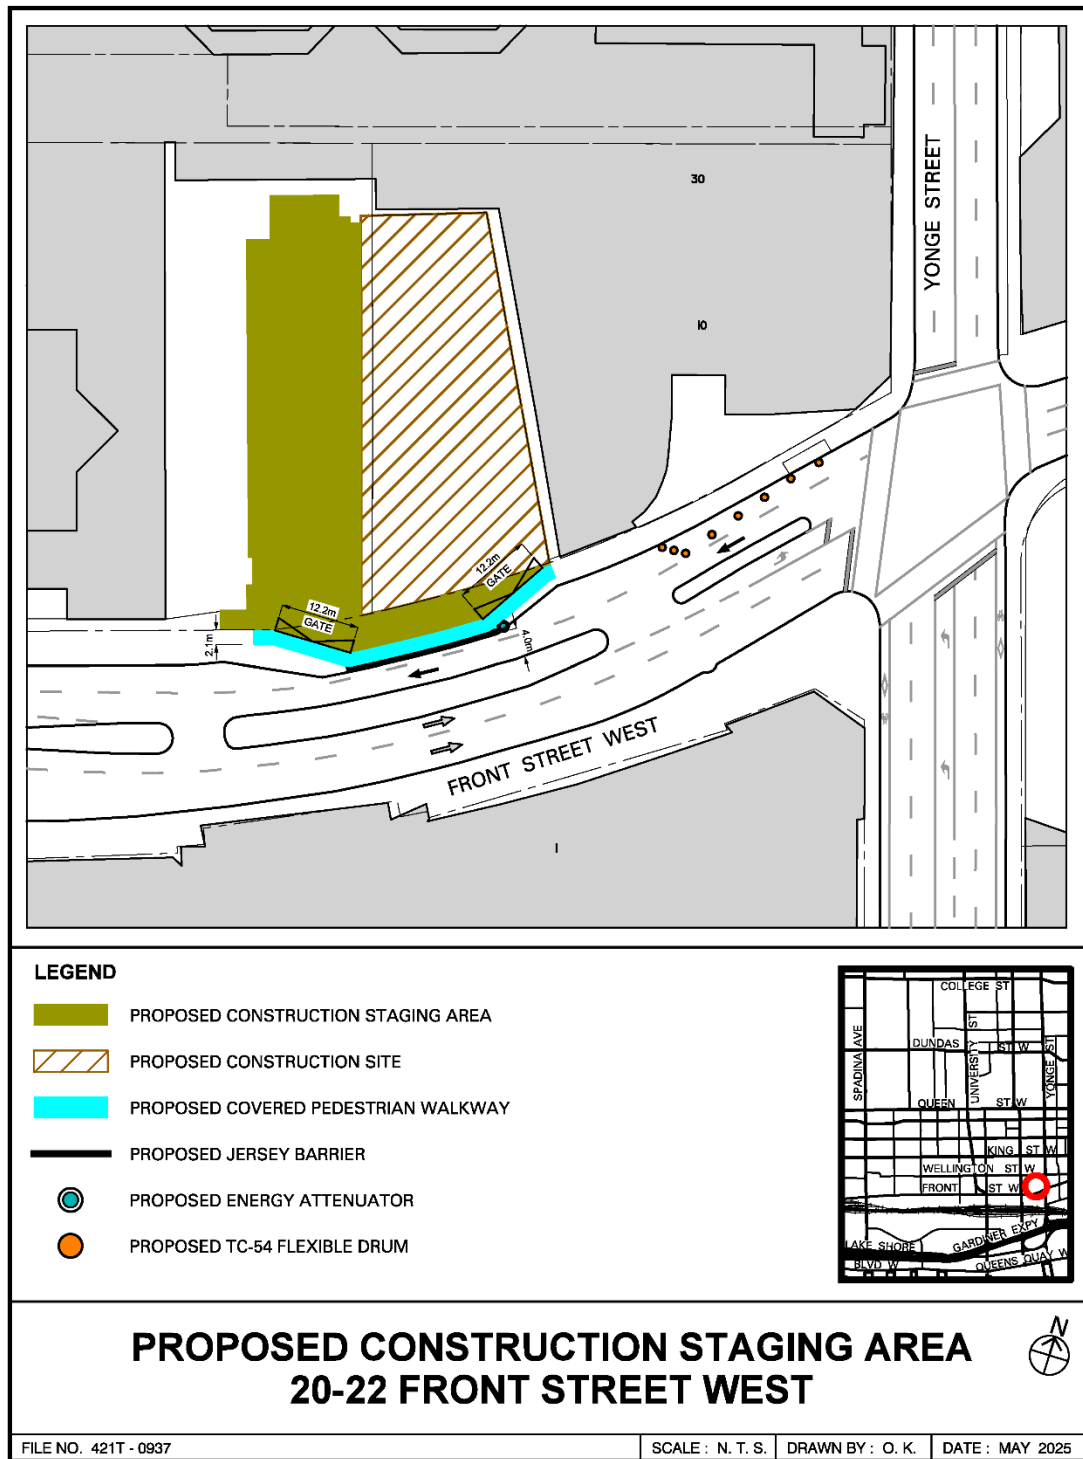 30
10
YONGE STREET
12.2m
GATE
12.2m
GATE
2.1m
4.0m
FRONT STREET WEST
1
LEGEND
PROPOSED CONSTRUCTION STAGING AREA
PROPOSED CONSTRUCTION SITE
PROPOSED COVERED PEDESTRIAN WALKWAY
PROPOSED JERSEY BARRIER
PROPOSED ENERGY ATTENUATOR
PROPOSED TC-54 FLEXIBLE DRUM
COLLEGE ST
SPADINA AVE
DUNDAS ST W
UNIVERSITY ST
YONGE ST
QUEEN ST W
KING ST W
WELLINGTON ST W
FRONT ST W
GARDINER EXPY
LAKE SHORE
BLVD W
QUEENS QUAY W
PROPOSED CONSTRUCTION STAGING AREA
20-22 FRONT STREET WEST
N
FILE NO. 421T - 0937
SCALE : N. T. S.
DRAWN BY : O. K.
DATE : MAY 2025